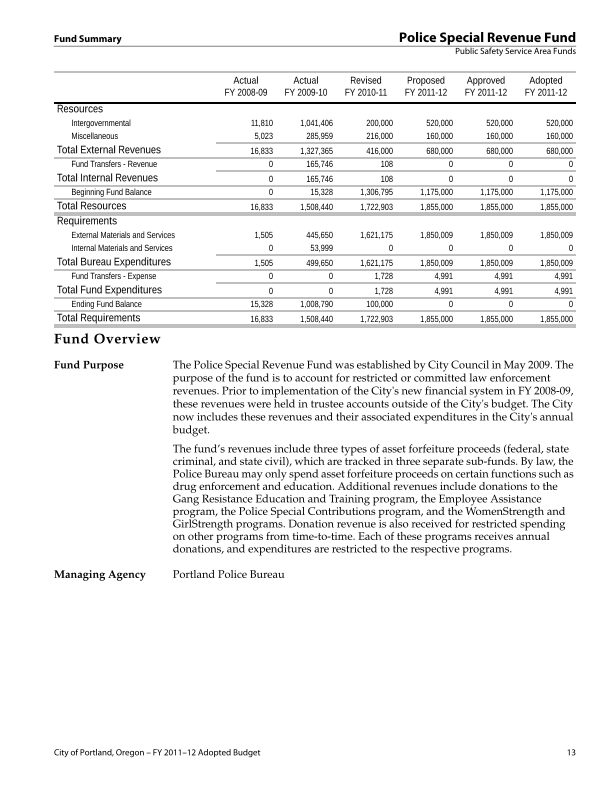 Fund Summary
Police Special Revenue Fund
Public Safety Service Area Funds
Actual Actual Revised Proposed Approved Adopted
FY 2008-09 FY 2009-10 FY 2010-11 FY 2011-12 FY 2011-12 FY 2011-12
Resources
Intergovernmental 11,810 1,041,406 200,000 520,000 520,000 520,000
Miscellaneous 5,023 285,959 216,000 160,000 160,000 160,000
Total External Revenues 16,833 1,327,365 416,000 680,000 680,000 680,000
Fund Transfers - Revenue 0 165,746 108 0 0 0
Total Internal Revenues 0 165,746 108 0 0 0
Beginning Fund Balance 0 15,328 1,306,795 1,175,000 1,175,000 1,175,000
Total Resources 16,833 1,508,440 1,722,903 1,855,000 1,855,000 1,855,000
Requirements
External Materials and Services 1,505 445,650 1,621,175 1,850,009 1,850,009 1,850,009
Internal Materials and Services 0 53,999 0 0 0 0
Total Bureau Expenditures 1,505 499,650 1,621,175 1,850,009 1,850,009 1,850,009
Fund Transfers - Expense 0 0 1,728 4,991 4,991 4,991
Total Fund Expenditures 0 0 1,728 4,991 4,991 4,991
Ending Fund Balance 15,328 1,008,790 100,000 0 0 0
Total Requirements 16,833 1,508,440 1,722,903 1,855,000 1,855,000 1,855,000
Fund Overview
Fund Purpose
The Police Special Revenue Fund was established by City Council in May 2009. The
purpose of the fund is to account for restricted or committed law enforcement
revenues. Prior to implementation of the City's new financial system in FY 2008-09,
these revenues were held in trustee accounts outside of the City's budget. The City
now includes these revenues and their associated expenditures in the City's annual
budget.
The fund's revenues include three types of asset forfeiture proceeds (federal, state
criminal, and state civil), which are tracked in three separate sub-funds. By law, the
Police Bureau may only spend asset forfeiture proceeds on certain functions such as
drug enforcement and education. Additional revenues include donations to the
Gang Resistance Education and Training program, the Employee Assistance
program, the Police Special Contributions program, and the WomenStrength and
GirlStrength programs. Donation revenue is also received for restricted spending
on other programs from time-to-time. Each of these programs receives annual
donations, and expenditures are restricted to the respective programs.
Managing Agency
Portland Police Bureau
City of Portland, Oregon – FY 2011–12 Adopted Budget
13